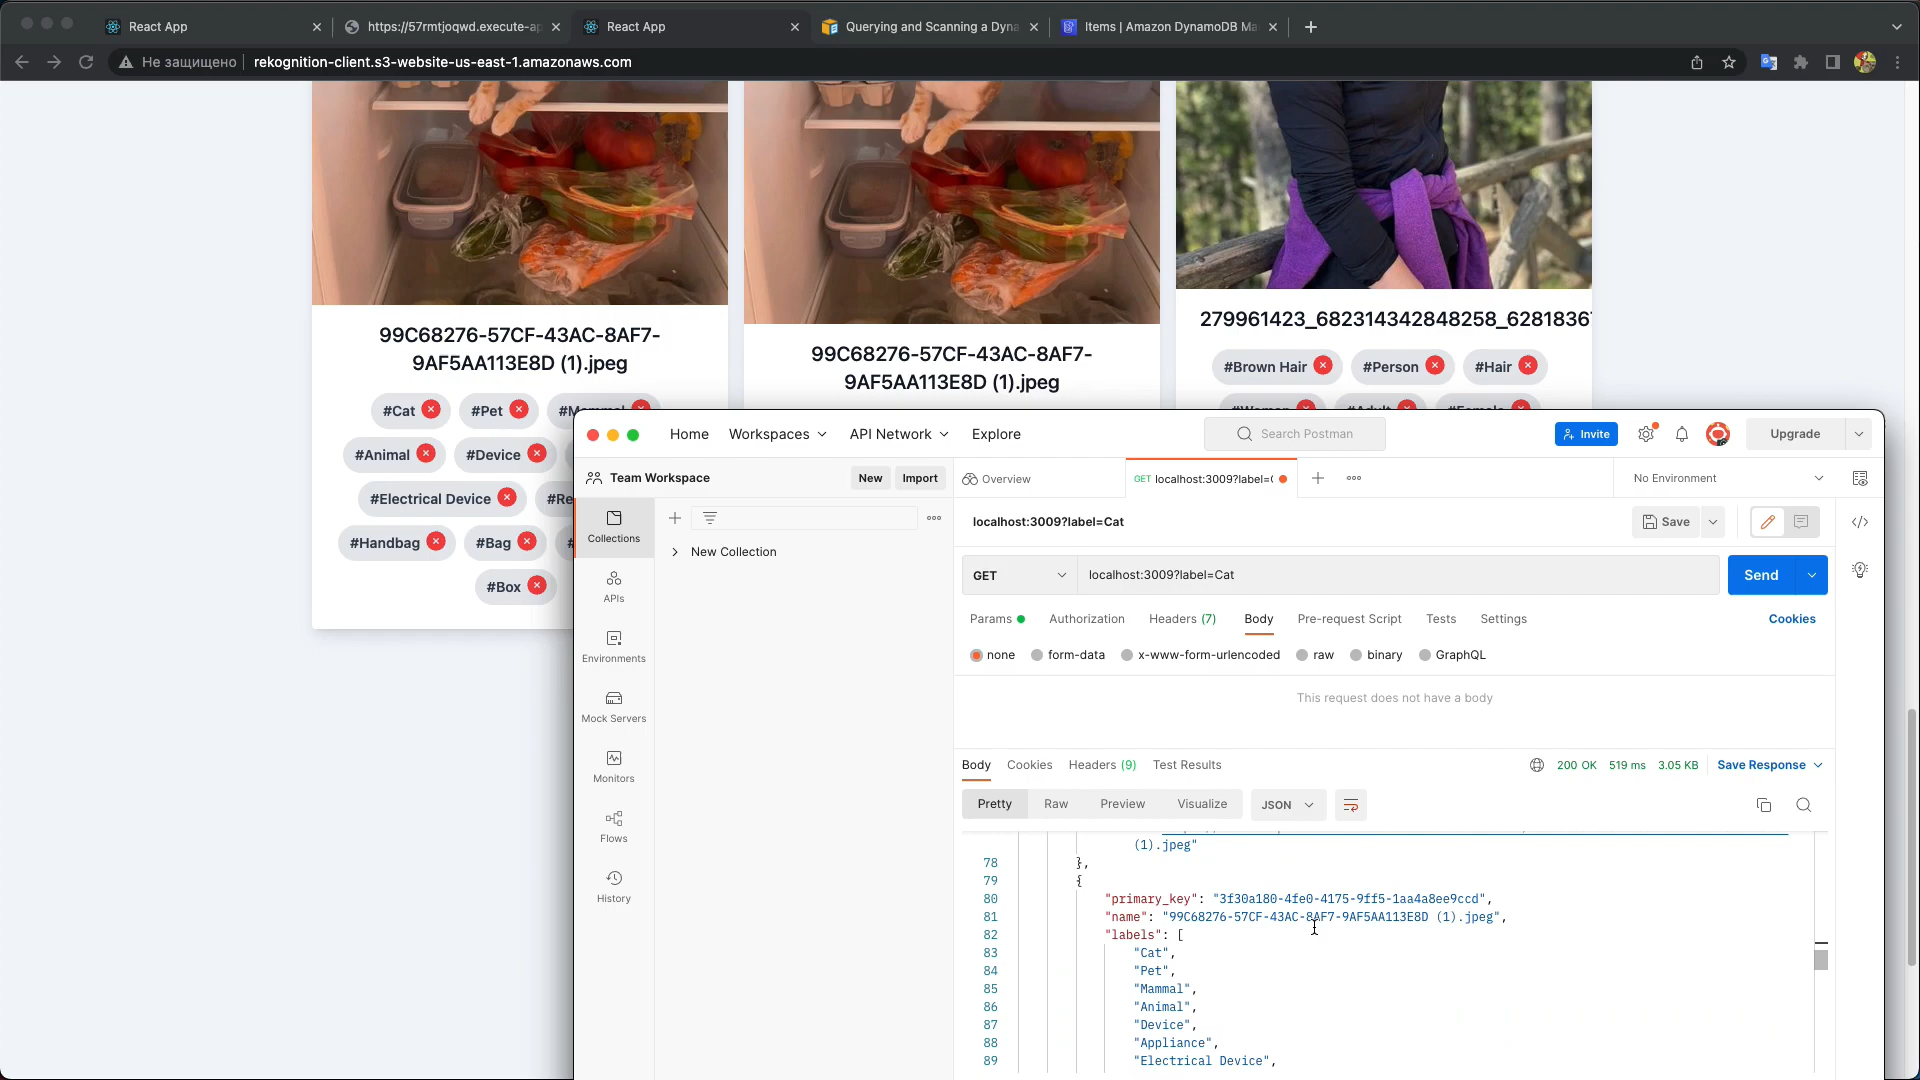 React App
https://57rmtjoqwd.execute-ap
React App
Querying and Scanning a Dyna
Items | Amazon DynamoDB Ma
Не защищено
rekognition-client.s3-website-us-east-1.amazonaws.com
99C68276-57CF-43AC-8AF7-
9AF5AA113E8D (1).jpeg
#Cat
#Pet
#Mammal
#Animal
#Device
#Electrical Device
#Re
#Handbag
#Bag
#
#Box
99C68276-57CF-43AC-8AF7-
9AF5AA113E8D (1).jpeg
279961423_682314342848258_6281836
#Brown Hair
#Person
#Hair
#Woman
#Adult
#Female
Home
Workspaces
API Network
Explore
Search Postman
Invite
Upgrade
Team Workspace
New
Import
Overview
GET localhost:3009?label=(
No Environment
Collections
APIs
Environments
Mock Servers
Monitors
Flows
History
New Collection
localhost:3009?label=Cat
Save
GET
localhost:3009?label=Cat
Send
Params
Authorization
Headers (7)
Body
Pre-request Script
Tests
Settings
Cookies
none
form-data
x-www-form-urlencoded
raw
binary
GraphQL
This request does not have a body
Body
Cookies
Headers (9)
Test Results
200 OK
519 ms
3.05 KB
Save Response
Pretty
Raw
Preview
Visualize
JSON
(1).jpeg"
78 },
79 {
80 "primary_key": "3f30a180-4fe0-4175-9ff5-1aa4a8ee9ccd",
81 "name": "99C68276-57CF-43AC-8AF7-9AF5AA113E8D (1).jpeg",
82 "labels": [
83 "Cat",
84 "Pet",
85 "Mammal",
86 "Animal",
87 "Device",
88 "Appliance",
89 "Electrical Device",